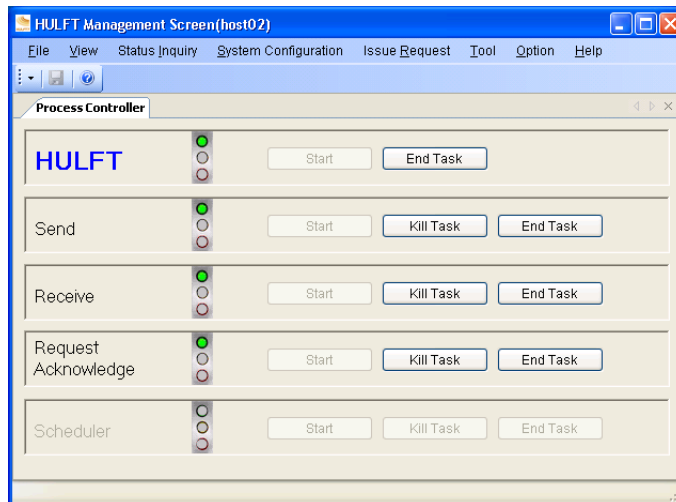 HULFT Management Screen(host02)
File View Status Inquiry System Configuration Issue Request Tool Option Help
Process Controller
HULFT Start End Task
Send Start Kill Task End Task
Receive Start Kill Task End Task
Request
Acknowledge Start Kill Task End Task
Scheduler Start Kill Task End Task